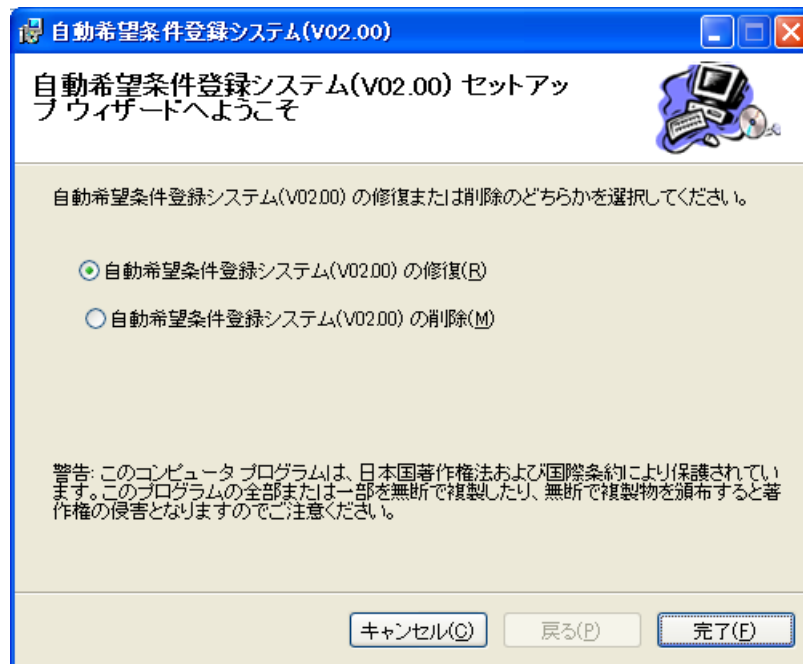 自動希望条件登録システム(V02.00)
自動希望条件登録システム(V02.00) セットアッ
プ ウィザードへようこそ
自動希望条件登録システム(V02.00) の修復または削除のどちらかを選択してください。
自動希望条件登録システム(V02.00) の修復(R)
自動希望条件登録システム(V02.00) の削除(M)
警告: このコンピュータ プログラムは、日本国著作権法および国際条約により保護されてい
ます。このプログラムの全部または一部を無断で複製したり、無断で複製物を頒布すると著
作権の侵害となりますのでご注意ください。
キャンセル(C) 戻る(P) 完了(F)